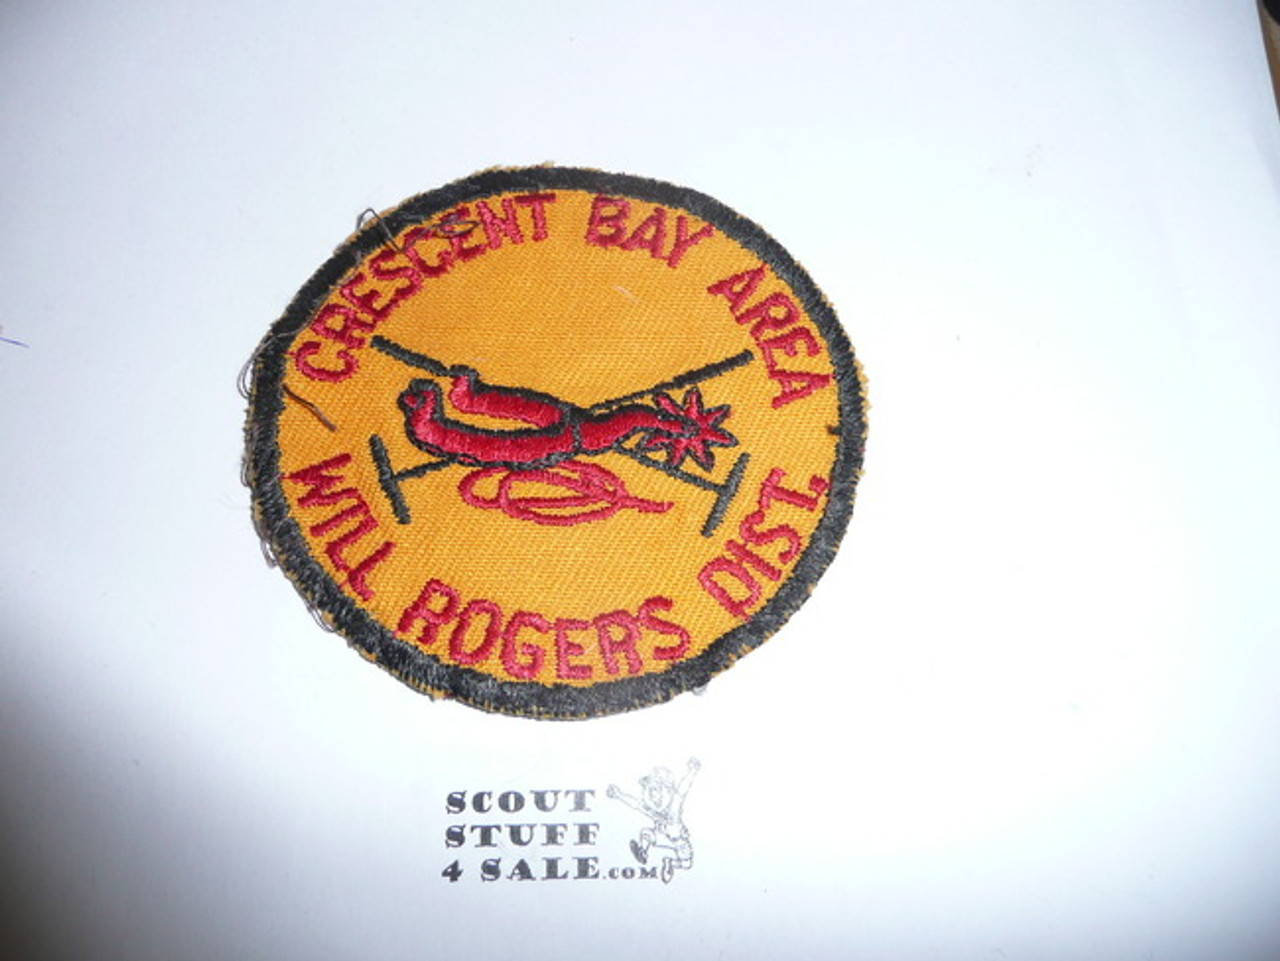 CRESCENT BAY AREA
WILL ROGERS DIST.
SCOUT
STUFF
4 SALE.COM